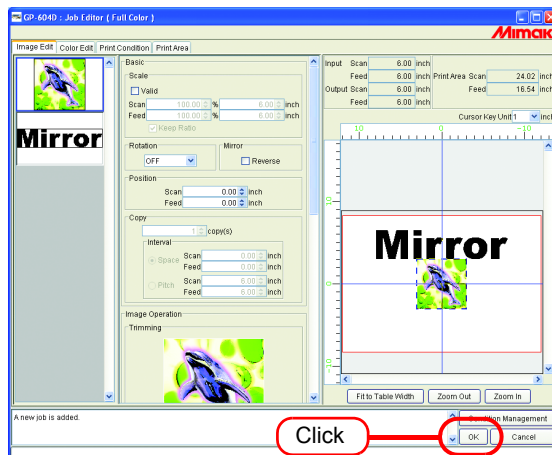 GP-604D : Job Editor ( Full Color )
Mimaki
Image Edit Color Edit Print Condition Print Area
Mirror
Basic
Scale
Valid
Scan 100.00 % 6.00 inch
Feed 100.00 % 6.00 inch
Keep Ratio
Rotation
OFF
Mirror
Reverse
Position
Scan 0.00 inch
Feed 0.00 inch
Copy
1 copy(s)
Interval
Space Scan 0.00 inch
Feed 0.00 inch
Pitch Scan 6.00 inch
Feed 6.00 inch
Image Operation
Trimming
Input Scan 6.00 inch
Feed 6.00 inch Print Area Scan 24.02 inch
Output Scan 6.00 inch Feed 16.54 inch
Feed 6.00 inch
Cursor Key Unit 1 inch
10 0 -10
10
0
-10
Mirror
Fit to Table Width Zoom Out Zoom In
A new job is added.
Condition Management
Click
OK Cancel